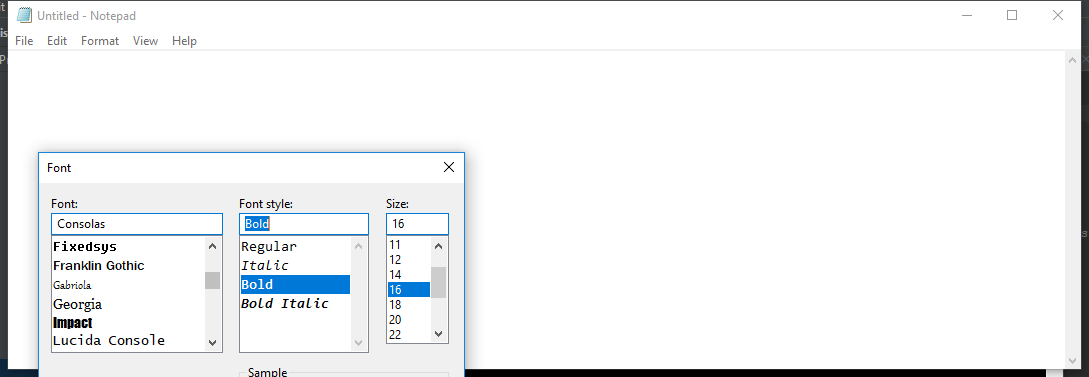 Untitled - Notepad
File Edit Format View Help
Font
Font: Font style: Size:
Consolas Bold 16
Fixedsys Regular 11
Franklin Gothic Italic 12
Gabriola Bold 14
Georgia Bold Italic 16
Impact 18
Lucida Console 20
22
Sample